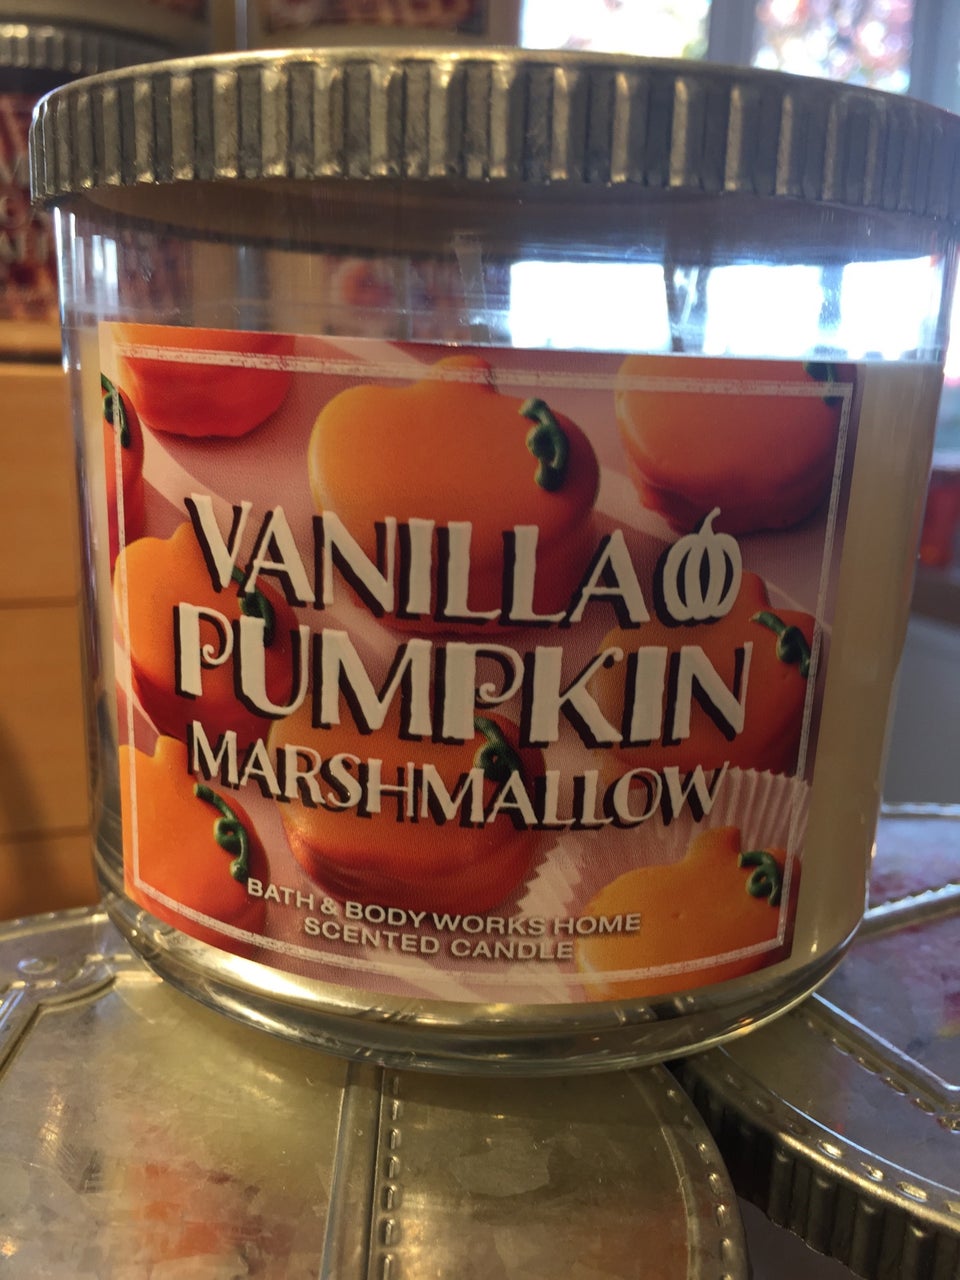 VANILLA
PUMPKIN
MARSHMALLOW
BATH & BODY WORKS HOME
SCENTED CANDLE